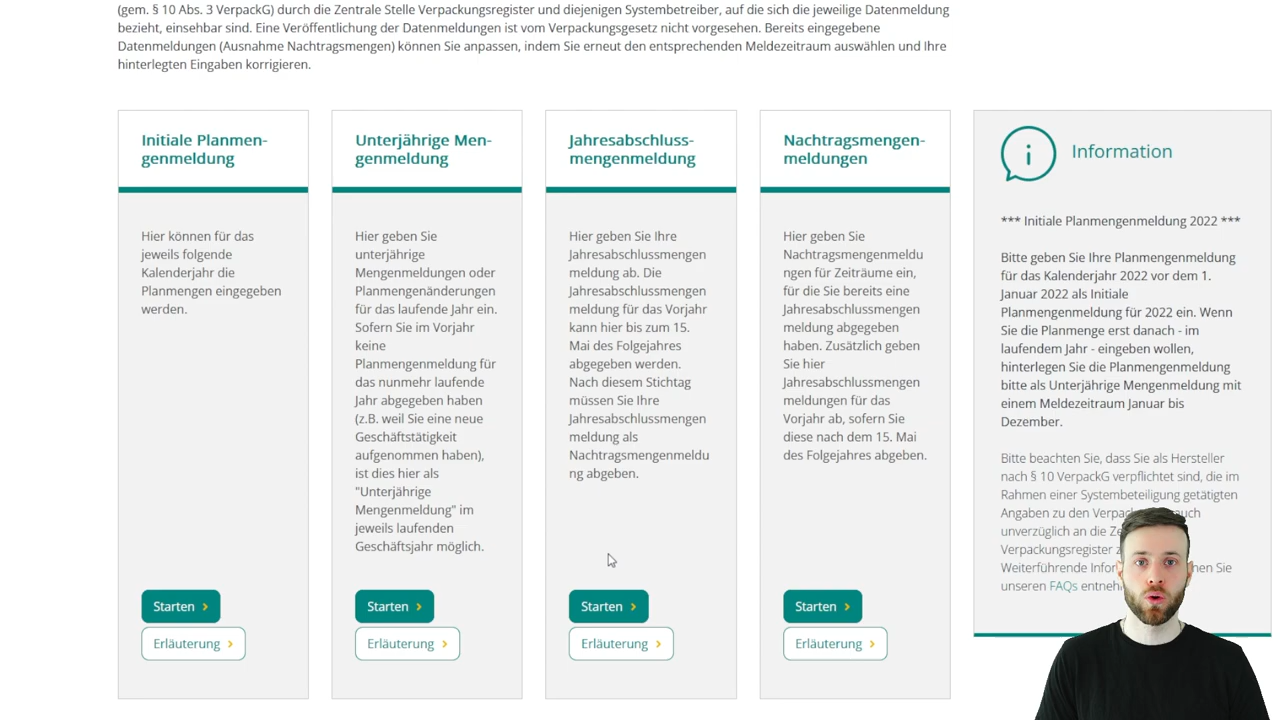 (gem. § 10 Abs. 3 VerpackG) durch die Zentrale Stelle Verpackungsregister und diejenigen Systembetreiber, auf die sich die jeweilige Datenmeldung
bezieht, einsehbar sind. Eine Veröffentlichung der Datenmeldungen ist vom Verpackungsgesetz nicht vorgesehen. Bereits eingegebene
Datenmeldungen (Ausnahme Nachtragsmengen) können Sie anpassen, indem Sie erneut den entsprechenden Meldezeitraum auswählen und Ihre
hinterlegten Eingaben korrigieren.
Initiale Planmen-
genmeldung
Hier können für das
jeweils folgende
Kalenderjahr die
Planmengen eingegeben
werden.
Starten
Erläuterung
Unterjährige Men-
genmeldung
Hier geben Sie
unterjährige
Mengenmeldungen oder
Planmengenänderungen
für das laufende Jahr ein.
Sofern Sie im Vorjahr
keine
Planmengenmeldung für
das nunmehr laufende
Jahr abgegeben haben
(z.B. weil Sie eine neue
Geschäftstätigkeit
aufgenommen haben),
ist dies hier als
"Unterjährige
Mengenmeldung" im
jeweils laufenden
Geschäftsjahr möglich.
Starten
Erläuterung
Jahresabschluss-
mengenmeldung
Hier geben Sie Ihre
Jahresabschlussmengen
meldung ab. Die
Jahresabschlussmengen
meldung für das Vorjahr
kann hier bis zum 15.
Mai des Folgejahres
abgegeben werden.
Nach diesem Stichtag
müssen Sie Ihre
Jahresabschlussmengen
meldung als
Nachtragsmengenmeldu
ng abgeben.
Starten
Erläuterung
Nachtragsmengen-
meldungen
Hier geben Sie
Nachtragsmengenmeldu
ngen für Zeiträume ein,
für die Sie bereits eine
Jahresabschlussmengen
meldung abgegeben
haben. Zusätzlich geben
Sie hier
Jahresabschlussmengen
meldungen für das
Vorjahr ab, sofern Sie
diese nach dem 15. Mai
des Folgejahres abgeben.
Starten
Erläuterung
Information
*** Initiale Planmengenmeldung 2022 ***
Bitte geben Sie Ihre Planmengenmeldung
für das Kalenderjahr 2022 vor dem 1.
Januar 2022 als Initiale
Planmengenmeldung für 2022 ein. Wenn
Sie die Planmenge erst danach - im
laufendem Jahr - eingeben wollen,
hinterlegen Sie die Planmengenmeldung
bitte als Unterjährige Mengenmeldung mit
einem Meldezeitraum Januar bis
Dezember.
Bitte beachten Sie, dass Sie als Hersteller
nach § 10 VerpackG verpflichtet sind, die im
Rahmen einer Systembeteiligung getätigten
Angaben zu den auch
unverzüglich an die
Verpackungsregister
Weiterführende Sie
unseren FAQs